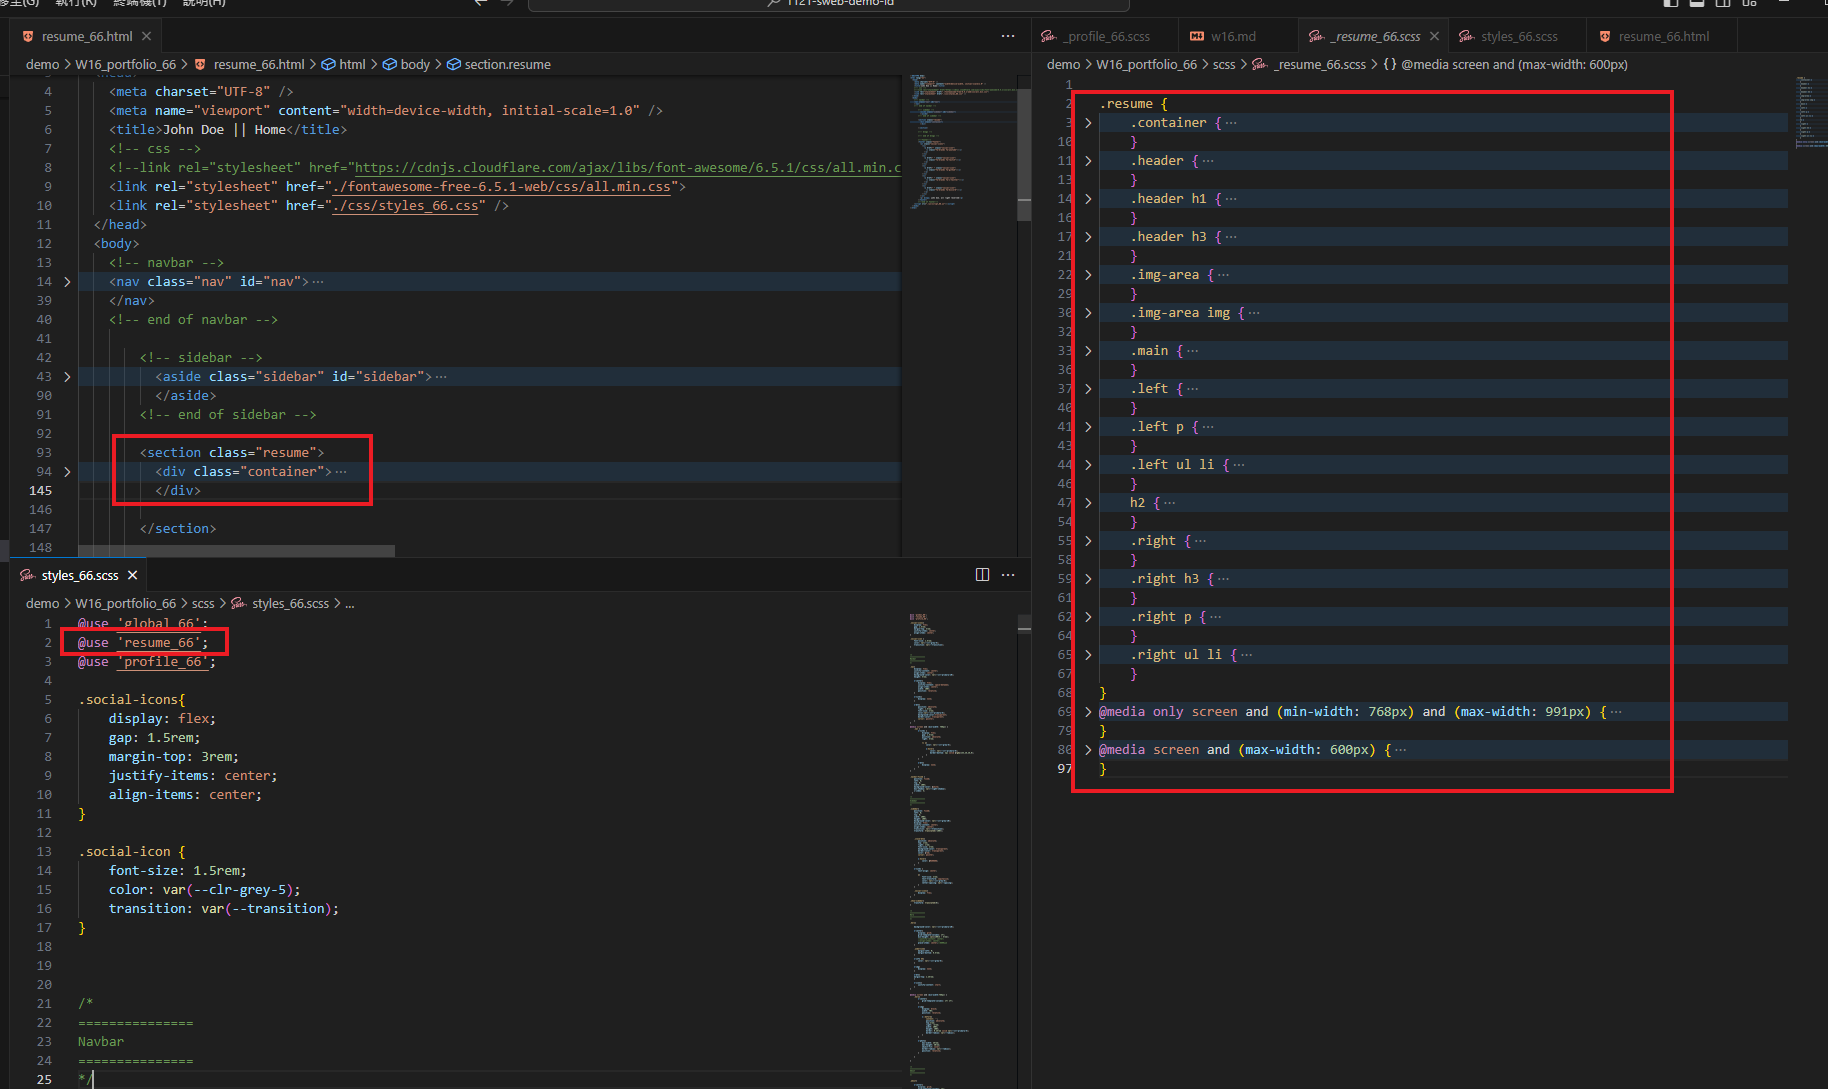 執行(R) 終端機(T) 說明(H)
1121-sweb-demo-id
resume_66.html
demo > W16_portfolio_66 > resume_66.html > html > body > section.resume
4 <meta charset="UTF-8" />
5 <meta name="viewport" content="width=device-width, initial-scale=1.0" />
6 <title>John Doe || Home</title>
7 <!-- css -->
8 <!--link rel="stylesheet" href="https://cdnjs.cloudflare.com/ajax/libs/font-awesome/6.5.1/css/all.min.c
9 <link rel="stylesheet" href="./fontawesome-free-6.5.1-web/css/all.min.css">
10 <link rel="stylesheet" href="./css/styles_66.css" />
11 </head>
12 <body>
13 <!-- navbar -->
14 <nav class="nav" id="nav">…
39 </nav>
40 <!-- end of navbar -->
41
42 <!-- sidebar -->
43 <aside class="sidebar" id="sidebar">…
90 </aside>
91 <!-- end of sidebar -->
92
93 <section class="resume">
94 <div class="container">…
145 </div>
146
147 </section>
148
styles_66.scss
demo > W16_portfolio_66 > scss > styles_66.scss > ...
1 @use 'global_66';
2 @use 'resume_66';
3 @use 'profile_66';
4
5 .social-icons{
6 display: flex;
7 gap: 1.5rem;
8 margin-top: 3rem;
9 justify-items: center;
10 align-items: center;
11 }
12
13 .social-icon {
14 font-size: 1.5rem;
15 color: var(--clr-grey-5);
16 transition: var(--transition);
17 }
18
19
20
21 /*
22 ===============
23 Navbar
24 ===============
25 */
_profile_66.scss w16.md _resume_66.scss styles_66.scss resume_66.html
demo > W16_portfolio_66 > scss > _resume_66.scss > {} @media screen and (max-width: 600px)
1
2 .resume {
3 .container {…
10 }
11 .header {…
13 }
14 .header h1 {…
16 }
17 .header h3 {…
21 }
22 .img-area {…
29 }
30 .img-area img {…
32 }
33 .main {…
36 }
37 .left {…
40 }
41 .left p {…
43 }
44 .left ul li {…
46 }
47 h2 {…
54 }
55 .right {…
58 }
59 .right h3 {…
61 }
62 .right p {…
64 }
65 .right ul li {…
67 }
68 }
69 @media only screen and (min-width: 768px) and (max-width: 991px) {…
79 }
80 @media screen and (max-width: 600px) {…
97 }